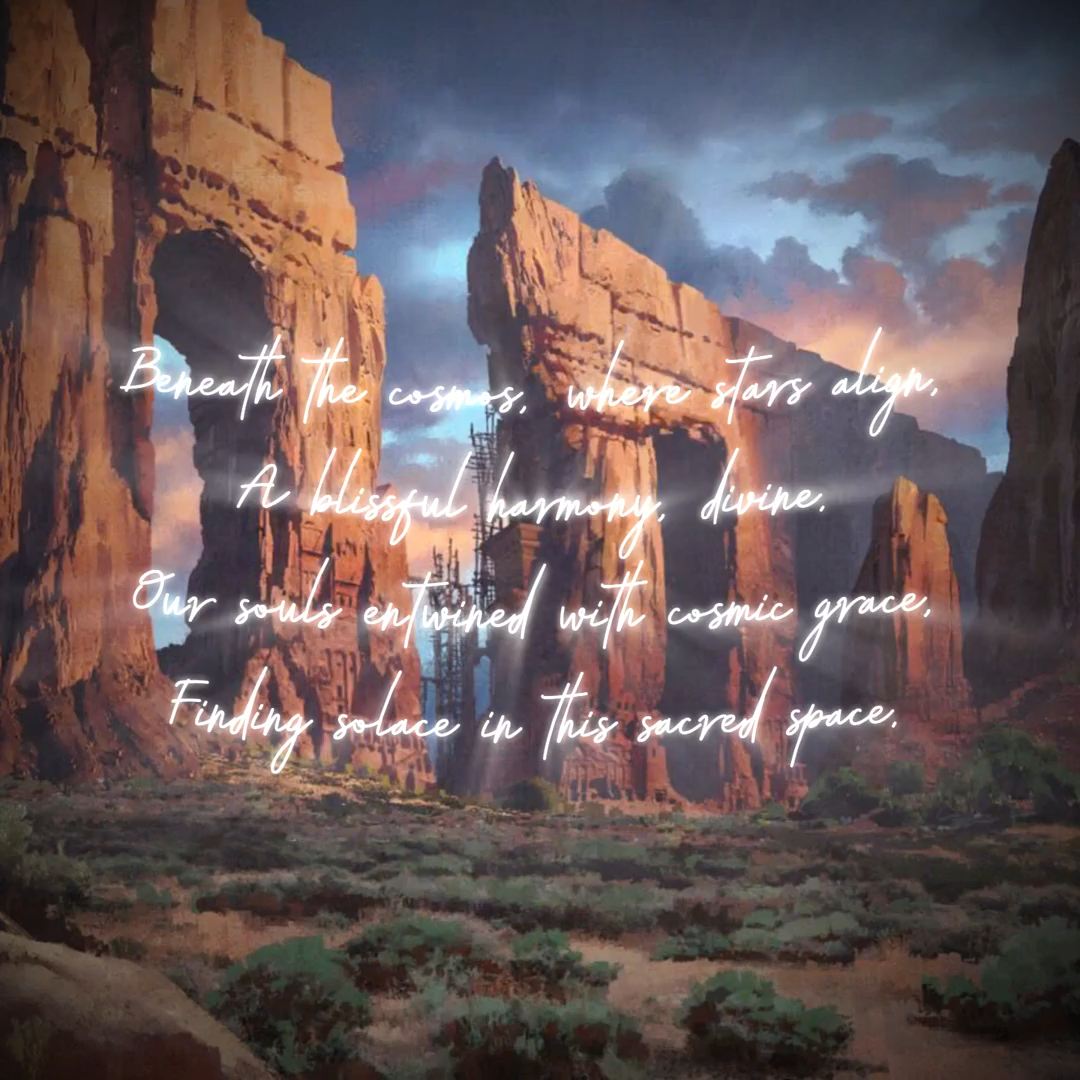 Beneath the cosmos, where stars align,
A blissful harmony, divine.
Our souls entwined with cosmic grace,
Finding solace in this sacred space.